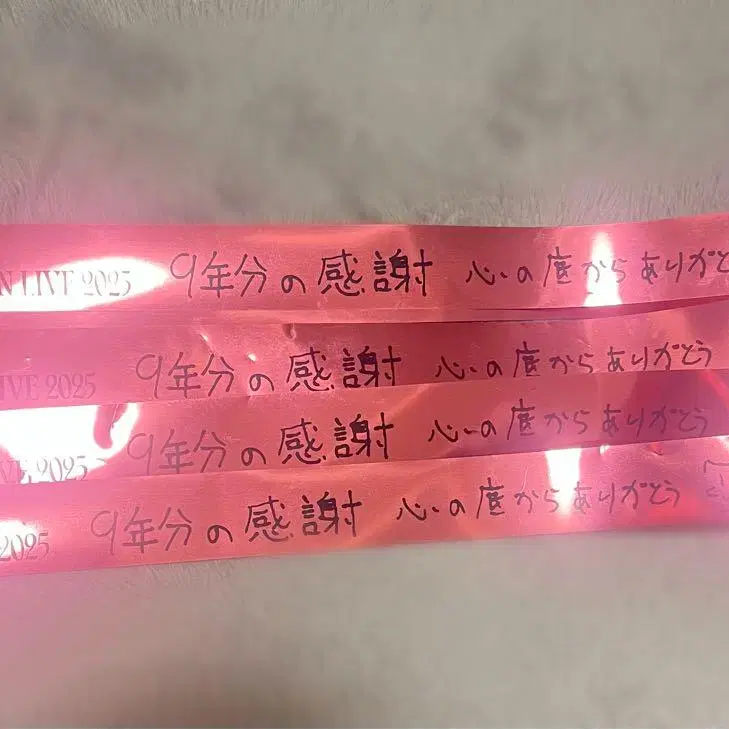 N LIVE 2025 9年分の感謝 心の底からありがと
IVE 2025 9年分の感謝 心の底からありがとう
VE 2025 9年分の感謝 心の底からありがとう
2025 9年分の感謝 心の底からありがとう